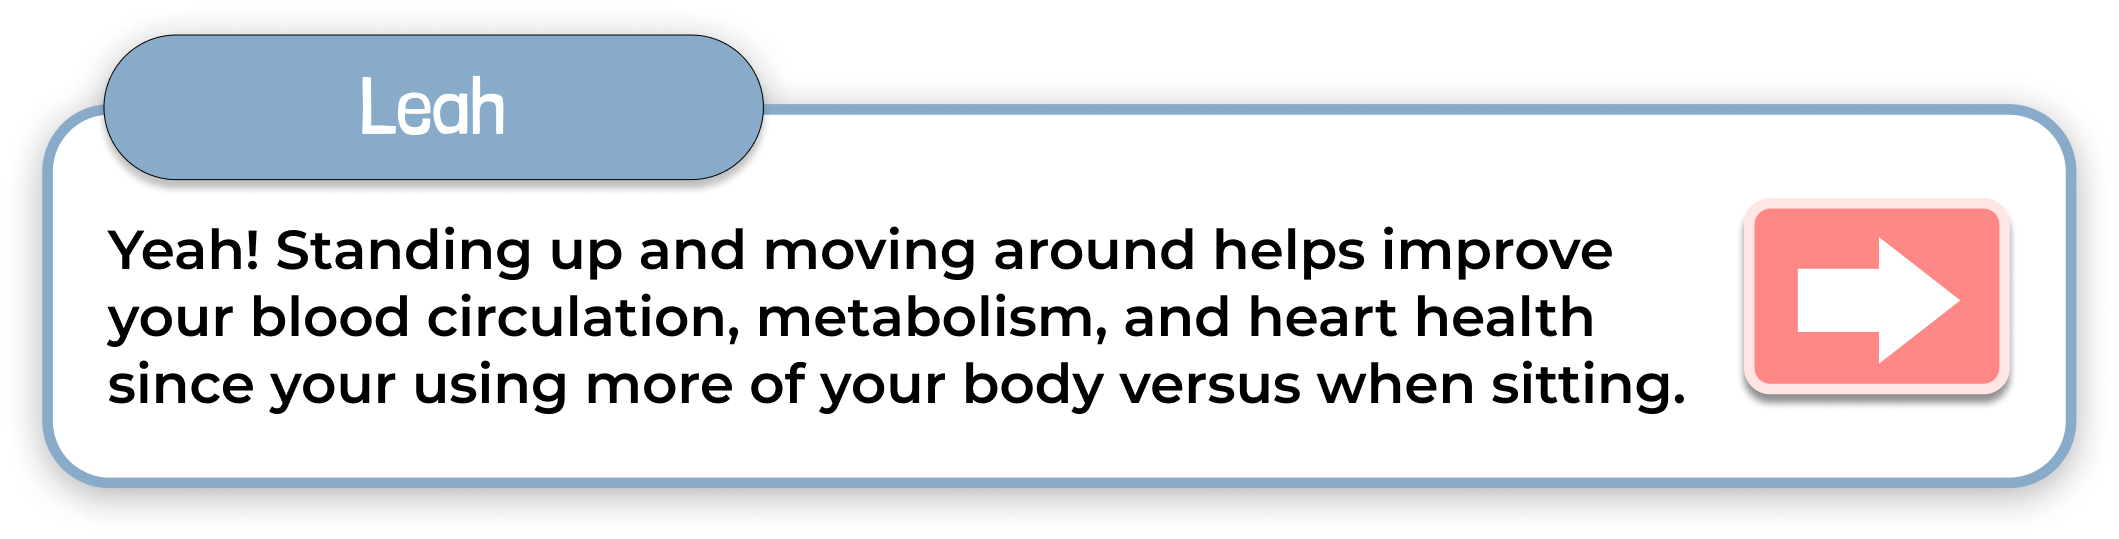 Leah
Yeah! Standing up and moving around helps improve
your blood circulation, metabolism, and heart health
since your using more of your body versus when sitting.